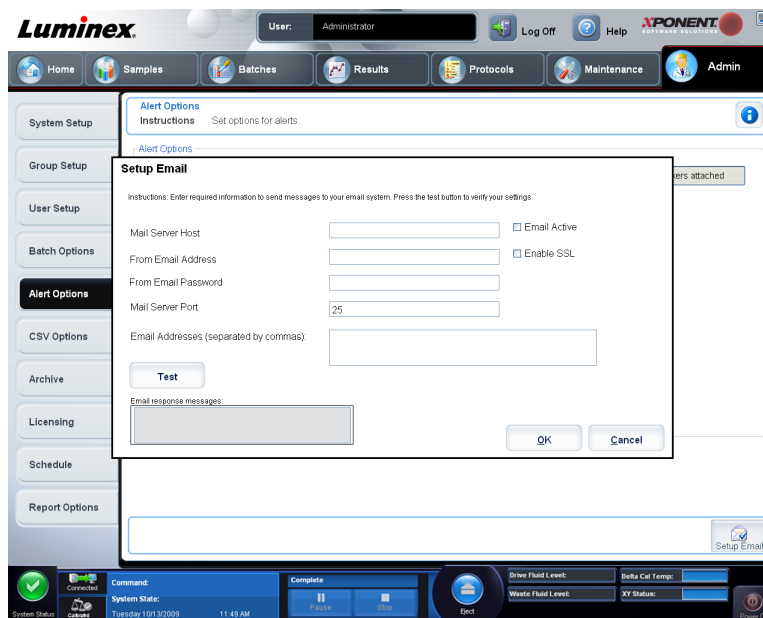 Luminex.
User: Administrator
Log Off
Help
XPONENT.
SOFTWARE SOLUTIONS
Home
Samples
Batches
Results
Protocols
Maintenance
Admin
System Setup
Group Setup
User Setup
Batch Options
Alert Options
CSV Options
Archive
Licensing
Schedule
Report Options
Alert Options
Instructions Set options for alerts.
Alert Options
kers attached
Setup Email
Instructions: Enter required information to send messages to your email system. Press the test button to verify your settings.
Mail Server Host
Email Active
From Email Address
Enable SSL
From Email Password
Mail Server Port 25
Email Addresses (separated by commas):
Test
Email response messages:
OK
Cancel
Setup Email
System Status
Connected
Calibrated
Command:
System State:
Tuesday 10/13/2009 11:49 AM
Complete
Pause
Stop
Eject
Drive Fluid Level:
Waste Fluid Level:
Delta Cal Temp:
XY Status: